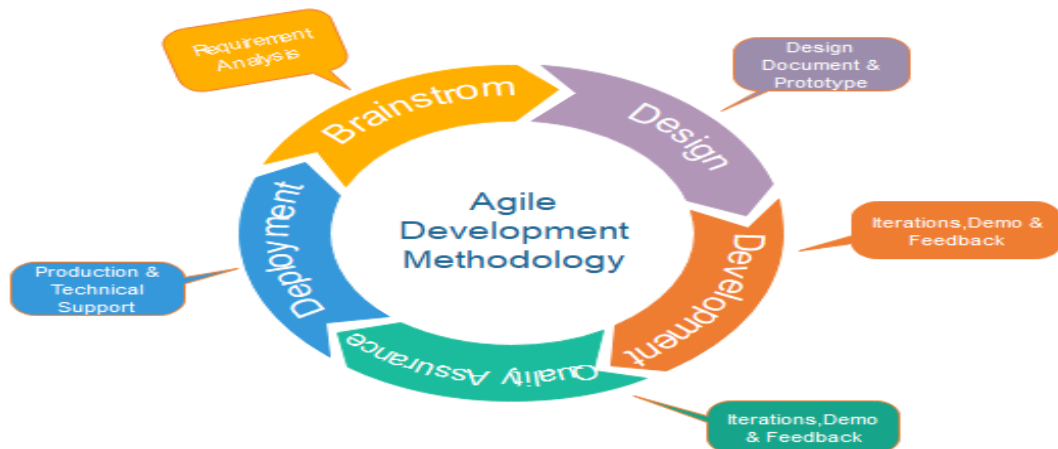 Requirement
Analysis
Brainstrom
Design
Document &
Prototype
Design
Agile
Development
Methodology
Iterations,Demo &
Feedback
Development
Deployment
Production &
Technical
Support
Quality Assurance
Iterations,Demo
& Feedback